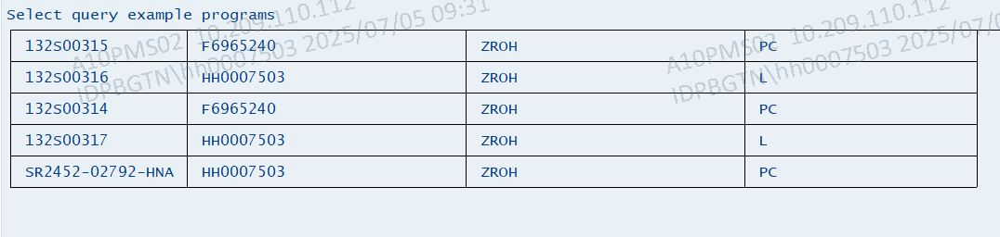 Select query example programs
132S00315 F6965240 ZROH PC
132S00316 HH0007503 ZROH L
132S00314 F6965240 ZROH PC
132S00317 HH0007503 ZROH L
SR2452-02792-HNA HH0007503 ZROH PC
A10PMS02 10.209.110.112
IDPBGTN\hh0007503 2025/07/05 09:31
A10PMS02 10.209.110.112
IDPBGTN\hh0007503 2025/07/0